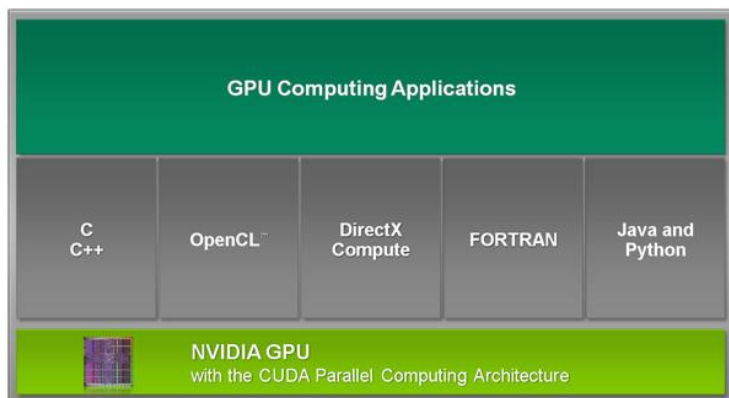 GPU Computing Applications
C
C++
OpenCL™
DirectX
Compute
FORTRAN
Java and
Python
NVIDIA GPU
with the CUDA Parallel Computing Architecture